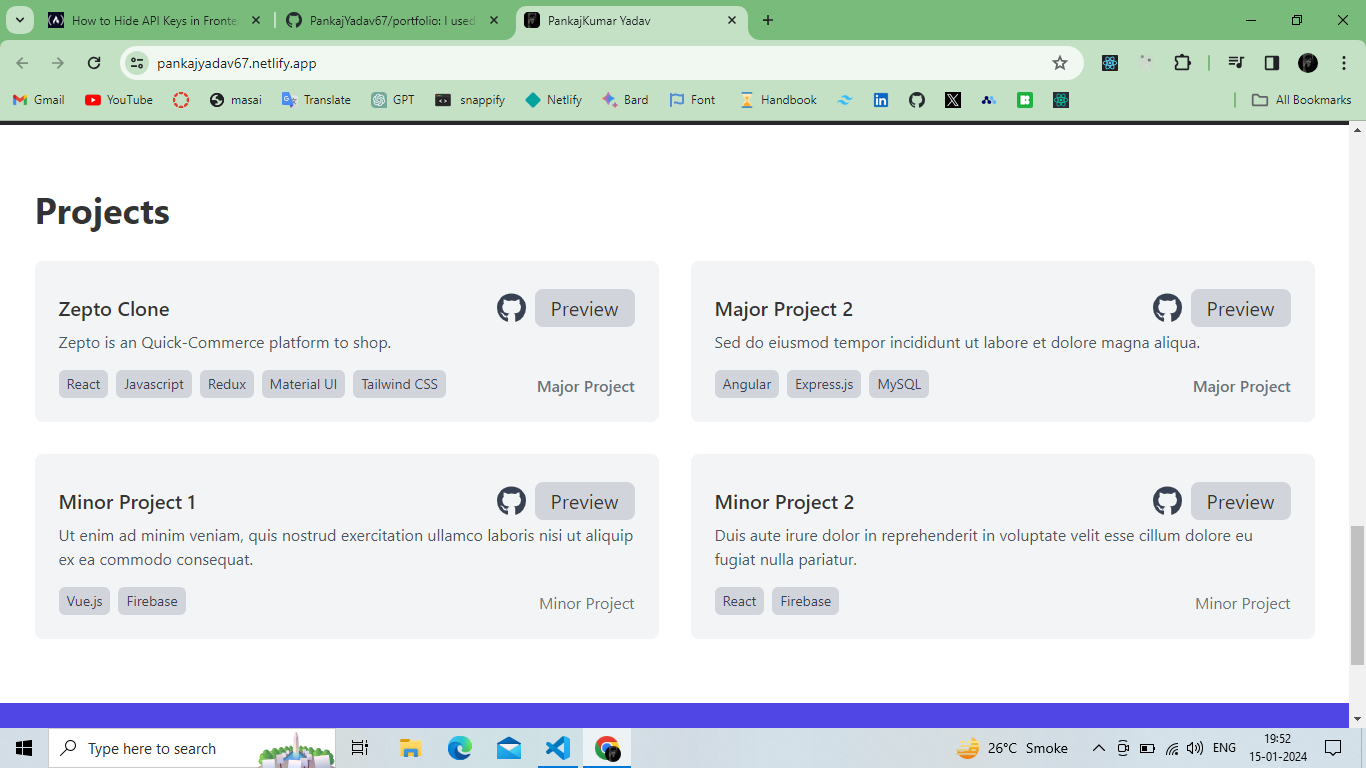 How to Hide API Keys in Fronte
PankajYadav67/portfolio: I used
PankajKumar Yadav
pankajyadav67.netlify.app
Gmail
YouTube
masai
Translate
GPT
snappify
Netlify
Bard
Font
Handbook
All Bookmarks
Projects
Zepto Clone
Preview
Zepto is an Quick-Commerce platform to shop.
React Javascript Redux Material UI Tailwind CSS
Major Project
Major Project 2
Preview
Sed do eiusmod tempor incididunt ut labore et dolore magna aliqua.
Angular Express.js MySQL
Major Project
Minor Project 1
Preview
Ut enim ad minim veniam, quis nostrud exercitation ullamco laboris nisi ut aliquip
ex ea commodo consequat.
Vue.js Firebase
Minor Project
Minor Project 2
Preview
Duis aute irure dolor in reprehenderit in voluptate velit esse cillum dolore eu
fugiat nulla pariatur.
React Firebase
Minor Project
Type here to search
26°C Smoke
ENG
19:52
15-01-2024